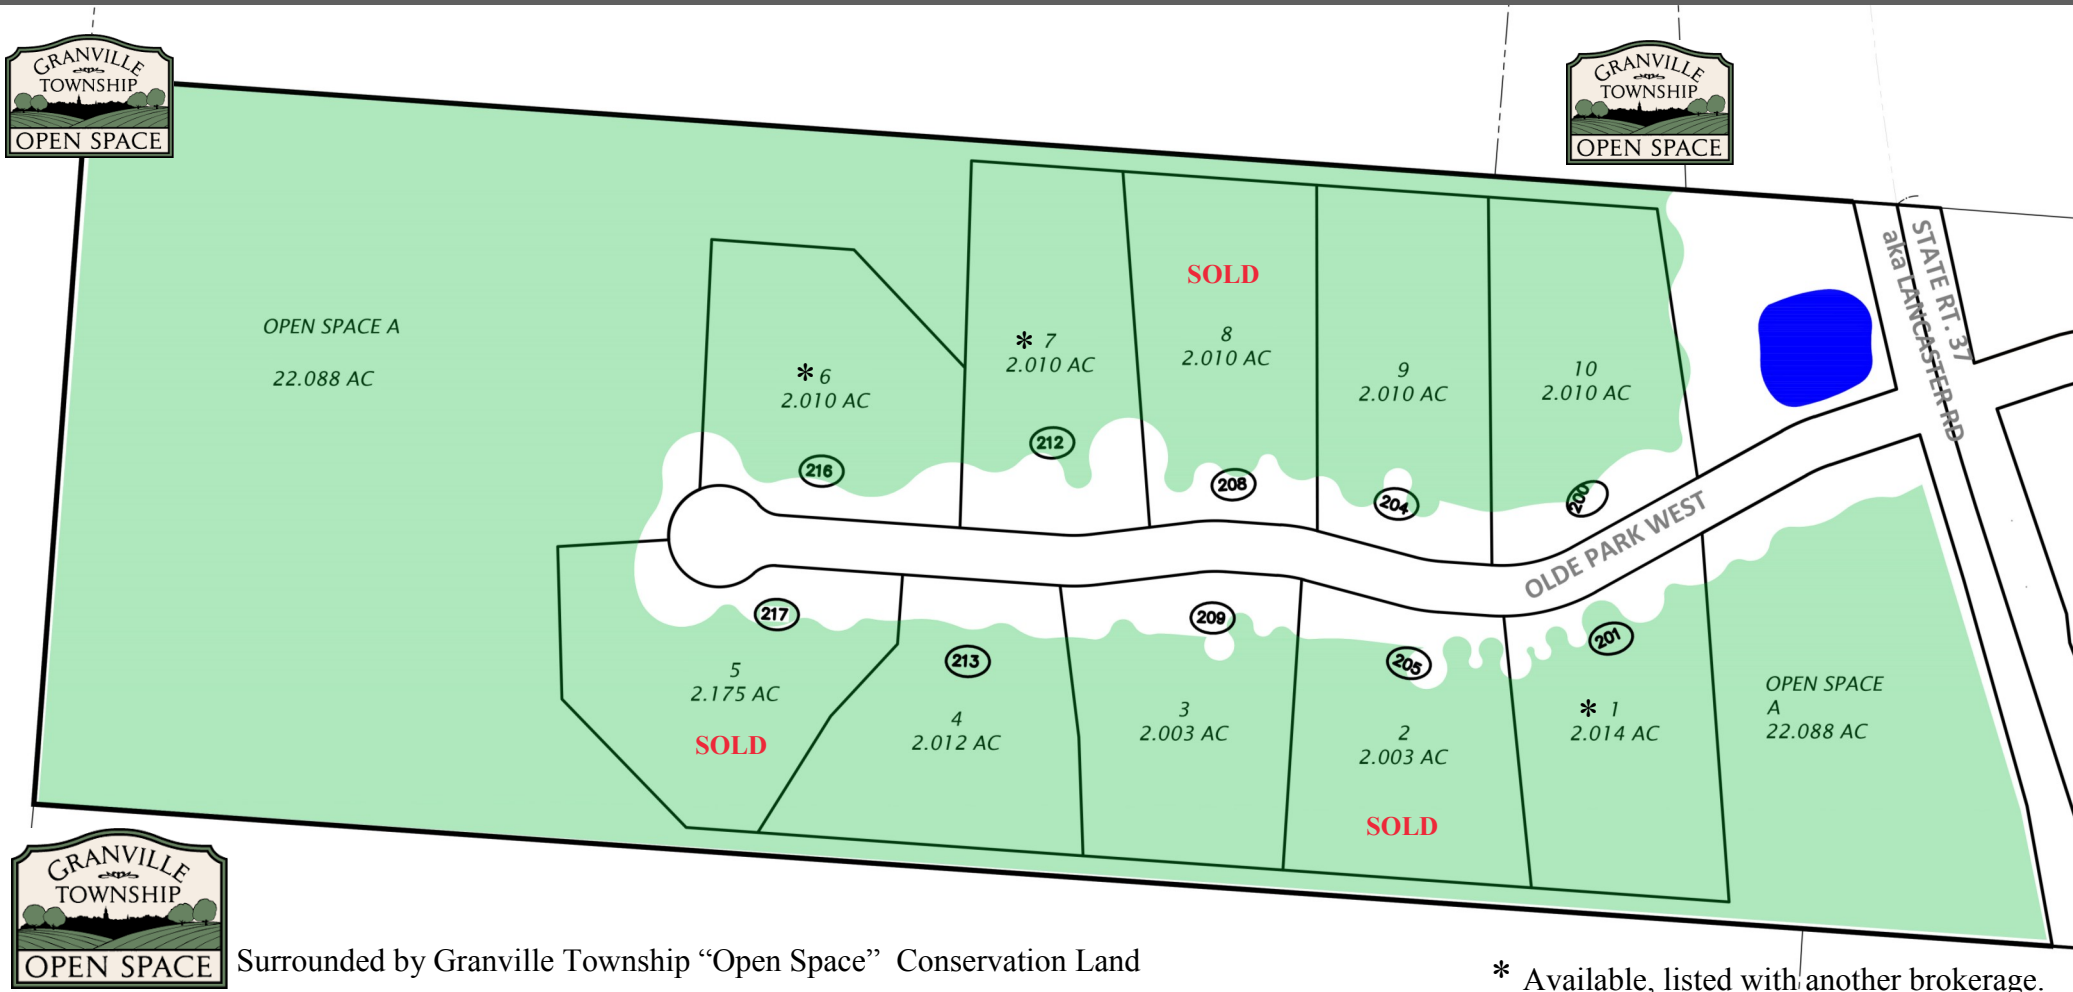 GRANVILLE
TOWNSHIP
OPEN SPACE
GRANVILLE
TOWNSHIP
OPEN SPACE
STATE RT. 37
aka LANCASTER RD
OPEN SPACE A
22.088 AC
* 6
2.010 AC
216
* 7
2.010 AC
212
SOLD
8
2.010 AC
208
9
2.010 AC
204
10
2.010 AC
200
OLDE PARK WEST
217
5
2.175 AC
SOLD
213
4
2.012 AC
209
3
2.003 AC
205
2
2.003 AC
SOLD
201
* 1
2.014 AC
OPEN SPACE
A
22.088 AC
GRANVILLE
TOWNSHIP
OPEN SPACE
Surrounded by Granville Township “Open Space” Conservation Land
* Available, listed with another brokerage.